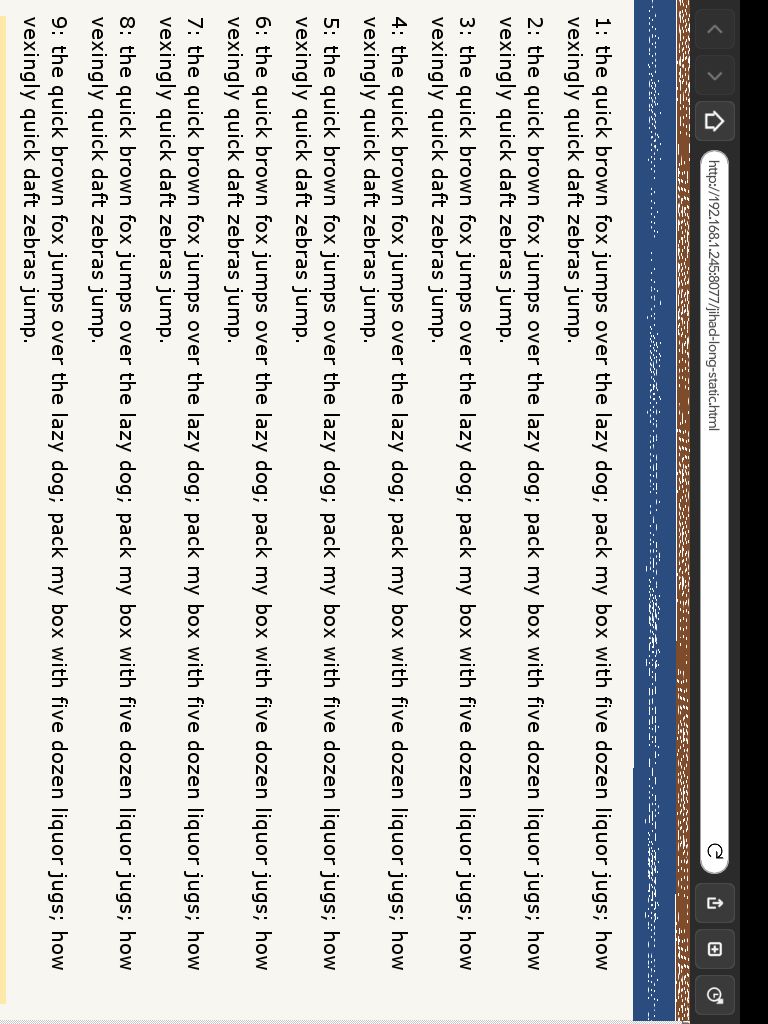 http://192.168.1.245:8077/jihad-long-static.html
1: the quick brown fox jumps over the lazy dog; pack my box with five dozen liquor jugs; how
vexingly quick daft zebras jump.
2: the quick brown fox jumps over the lazy dog; pack my box with five dozen liquor jugs; how
vexingly quick daft zebras jump.
3: the quick brown fox jumps over the lazy dog; pack my box with five dozen liquor jugs; how
vexingly quick daft zebras jump.
4: the quick brown fox jumps over the lazy dog; pack my box with five dozen liquor jugs; how
vexingly quick daft zebras jump.
5: the quick brown fox jumps over the lazy dog; pack my box with five dozen liquor jugs; how
vexingly quick daft zebras jump.
6: the quick brown fox jumps over the lazy dog; pack my box with five dozen liquor jugs; how
vexingly quick daft zebras jump.
7: the quick brown fox jumps over the lazy dog; pack my box with five dozen liquor jugs; how
vexingly quick daft zebras jump.
8: the quick brown fox jumps over the lazy dog; pack my box with five dozen liquor jugs; how
vexingly quick daft zebras jump.
9: the quick brown fox jumps over the lazy dog; pack my box with five dozen liquor jugs; how
vexingly quick daft zebras jump.